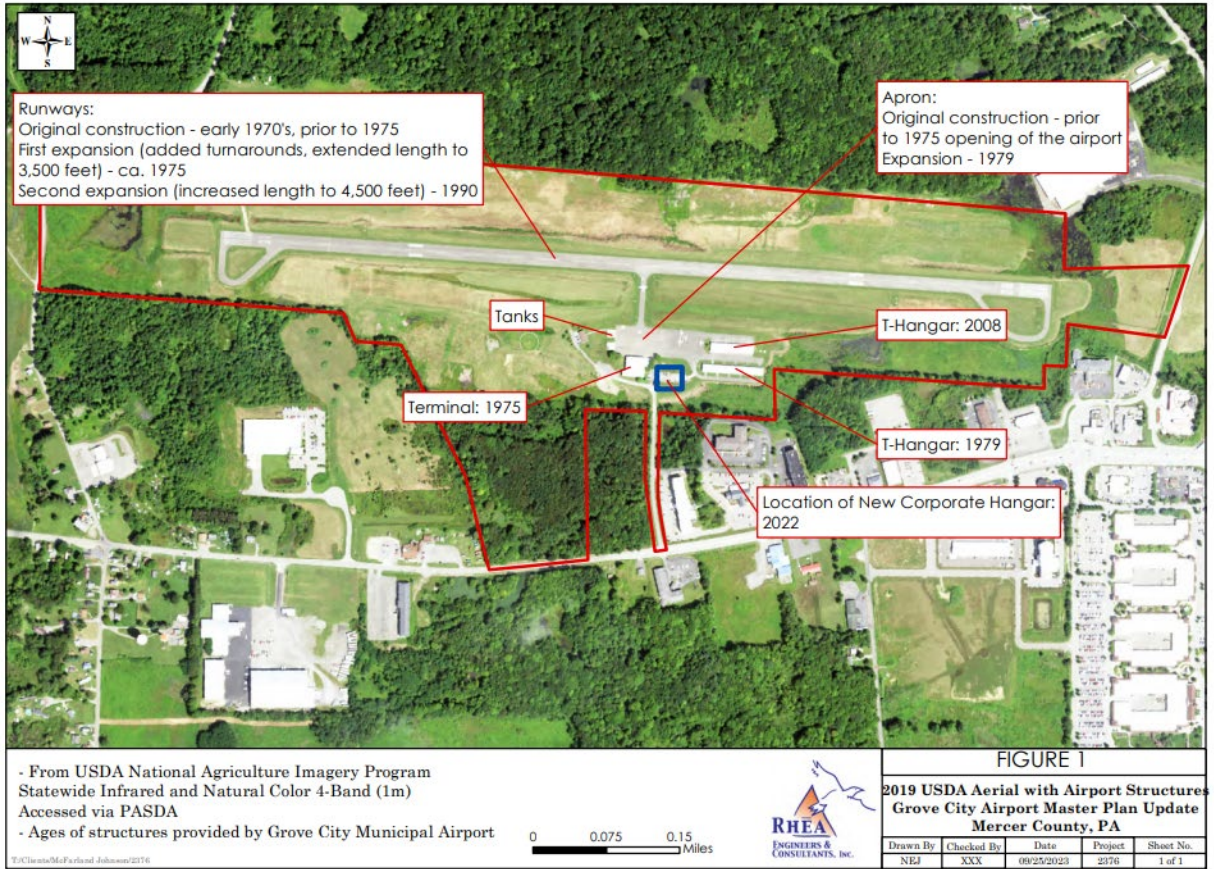 N
W E
S
Runways:
Original construction - early 1970's, prior to 1975
First expansion (added turnarounds, extended length to
3,500 feet) - ca. 1975
Second expansion (increased length to 4,500 feet) - 1990
Apron:
Original construction - prior
to 1975 opening of the airport
Expansion - 1979
Tanks
T-Hangar: 2008
Terminal: 1975
T-Hangar: 1979
Location of New Corporate Hangar:
2022
- From USDA National Agriculture Imagery Program
Statewide Infrared and Natural Color 4-Band (1m)
Accessed via PASDA
- Ages of structures provided by Grove City Municipal Airport
T:/Clients/McFarland Johnson/2376
0 0.075 0.15
Miles
RHEA
ENGINEERS &
CONSULTANTS, INC.
FIGURE 1
2019 USDA Aerial with Airport Structures
Grove City Airport Master Plan Update
Mercer County, PA
Drawn By Checked By Date Project Sheet No.
NEJ XXX 09/25/2023 2376 1 of 1